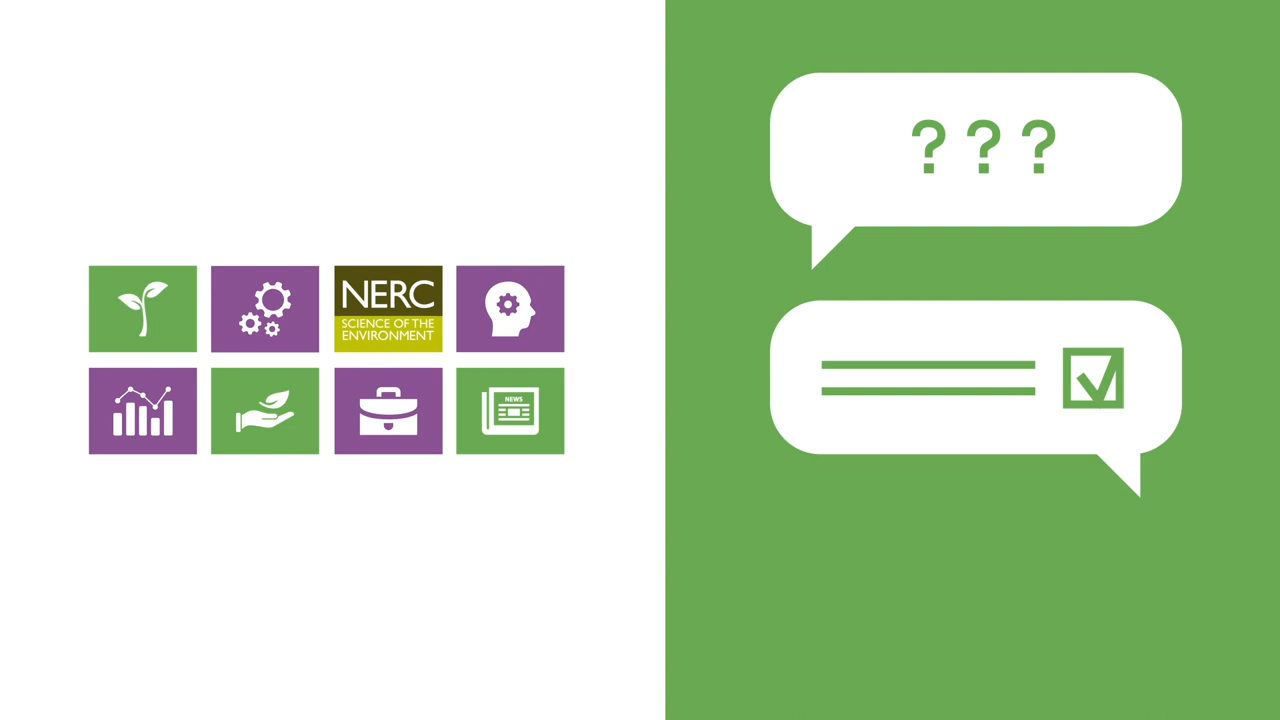 NERC
SCIENCE OF THE
ENVIRONMENT
NEWS
? ? ?